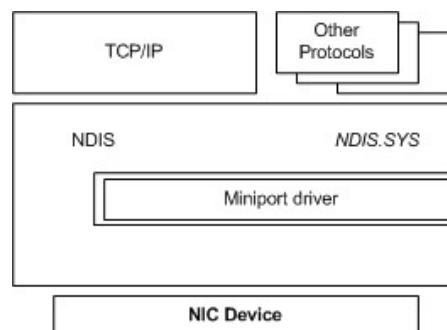 TCP/IP
Other
Protocols
NDIS
NDIS.SYS
Miniport driver
NIC Device